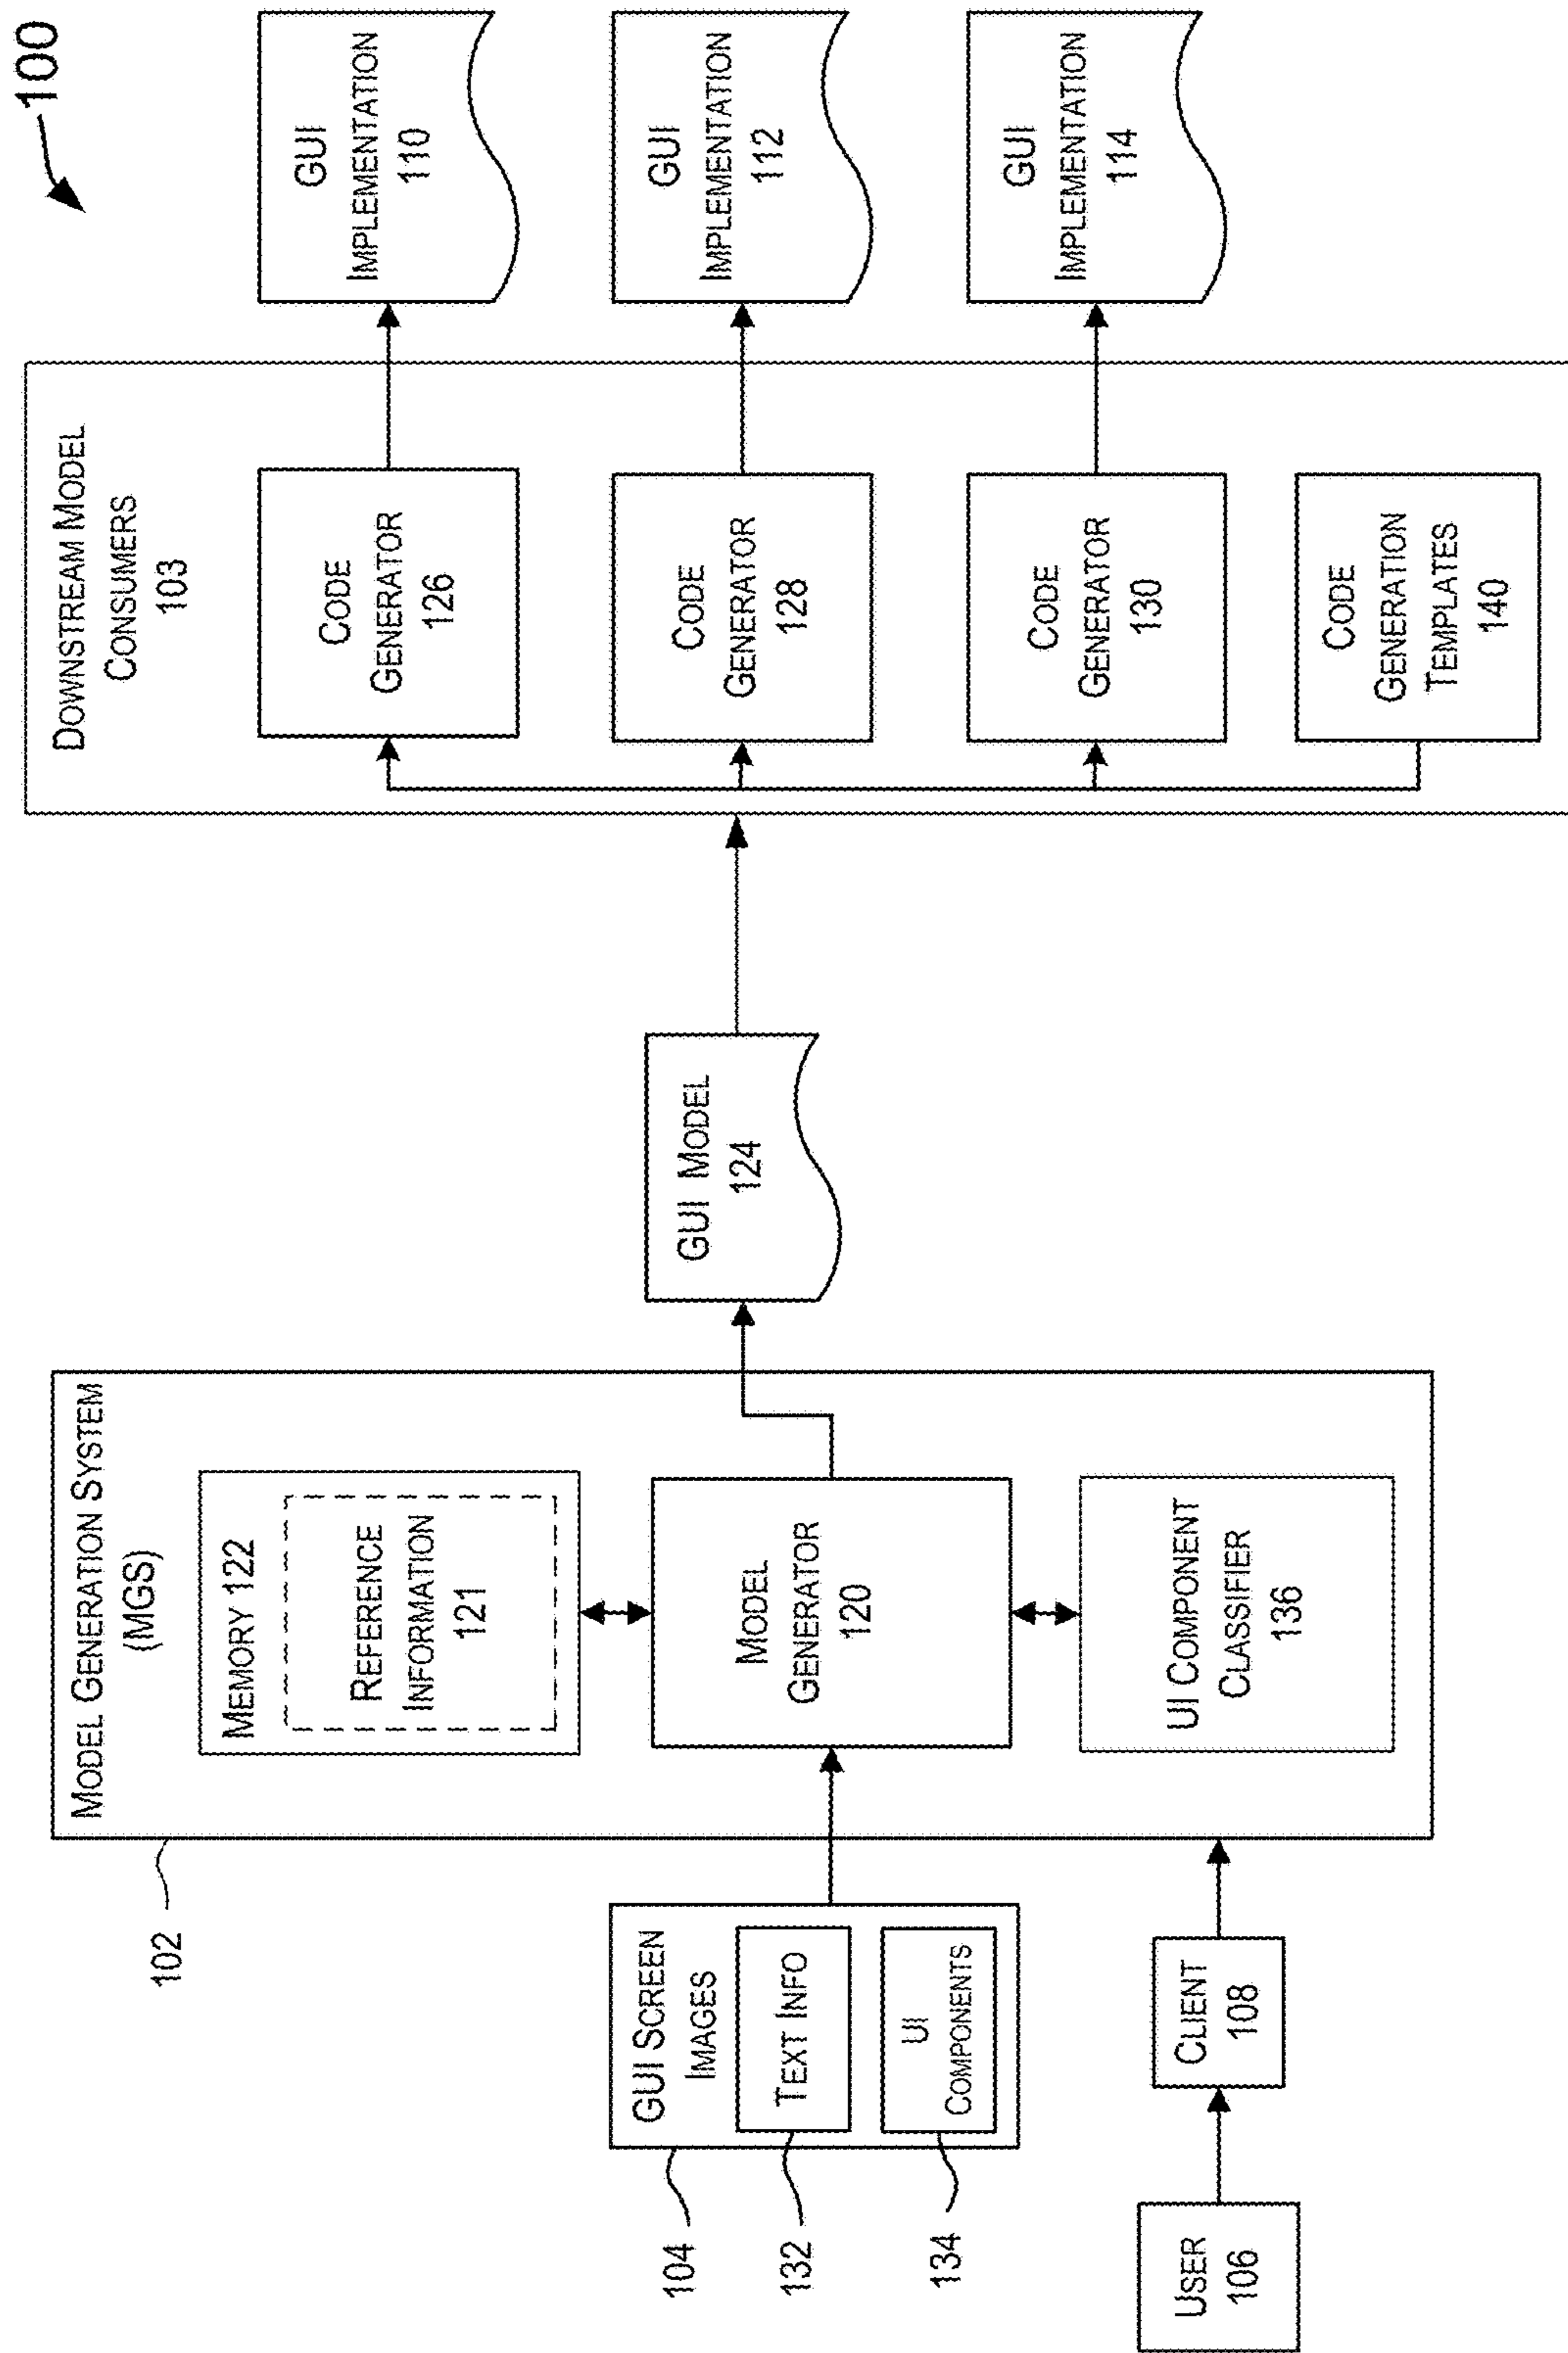 100
MODEL GENERATION SYSTEM
(MGS)
102
MEMORY 122
REFERENCE
INFORMATION
121
MODEL
GENERATOR
120
UI COMPONENT
CLASSIFIER
136
GUI SCREEN
IMAGES
TEXT INFO
UI
COMPONENTS
104
132
134
USER
106
CLIENT
108
GUI MODEL
124
DOWNSTREAM MODEL
CONSUMERS
103
CODE
GENERATOR
126
CODE
GENERATOR
128
CODE
GENERATOR
130
CODE
GENERATION
TEMPLATES
140
GUI
IMPLEMENTATION
110
GUI
IMPLEMENTATION
112
GUI
IMPLEMENTATION
114